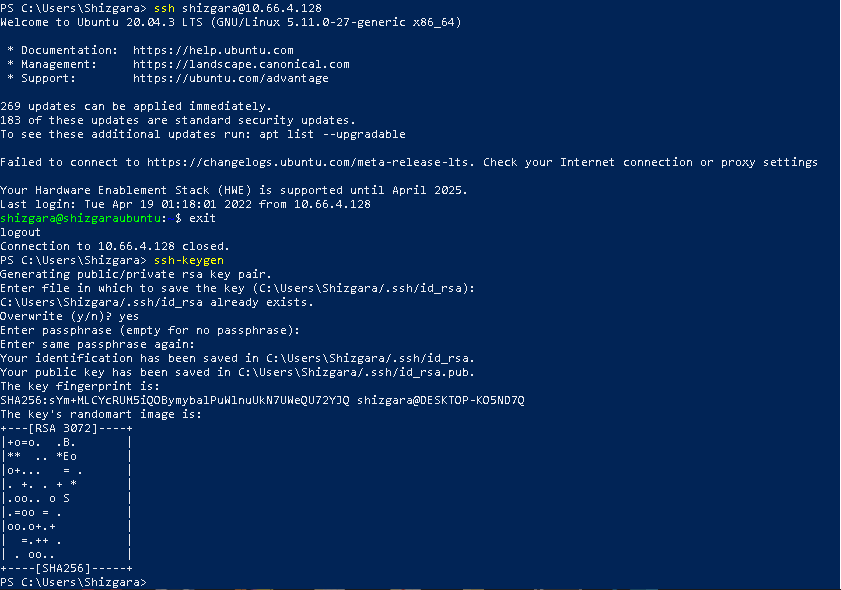 PS C:\Users\Shizgara> ssh shizgara@10.66.4.128
Welcome to Ubuntu 20.04.3 LTS (GNU/Linux 5.11.0-27-generic x86_64)
 * Documentation:  https://help.ubuntu.com
 * Management:     https://landscape.canonical.com
 * Support:        https://ubuntu.com/advantage
269 updates can be applied immediately.
183 of these updates are standard security updates.
To see these additional updates run: apt list --upgradable
Failed to connect to https://changelogs.ubuntu.com/meta-release-lts. Check your Internet connection or proxy settings
Your Hardware Enablement Stack (HWE) is supported until April 2025.
Last login: Tue Apr 19 01:18:01 2022 from 10.66.4.128
shizgara@shizgaraubuntu:~$ exit
logout
Connection to 10.66.4.128 closed.
PS C:\Users\Shizgara> ssh-keygen
Generating public/private rsa key pair.
Enter file in which to save the key (C:\Users\Shizgara/.ssh/id_rsa):
C:\Users\Shizgara/.ssh/id_rsa already exists.
Overwrite (y/n)? yes
Enter passphrase (empty for no passphrase):
Enter same passphrase again:
Your identification has been saved in C:\Users\Shizgara/.ssh/id_rsa.
Your public key has been saved in C:\Users\Shizgara/.ssh/id_rsa.pub.
The key fingerprint is:
SHA256:sYm+MLCYcRUM5iQOBymybalPuWlnuUkN7UWeQU72YJQ shizgara@DESKTOP-KO5ND7Q
The key's randomart image is:
+---[RSA 3072]----+
|+o=o.  .B.       |
|**  .. *Eo       |
|o+...   = .      |
|. +. . + *       |
|.oo.. o S        |
|.=oo = .         |
|oo.o+.+          |
|  =.++ .         |
| . oo..          |
+----[SHA256]-----+
PS C:\Users\Shizgara>